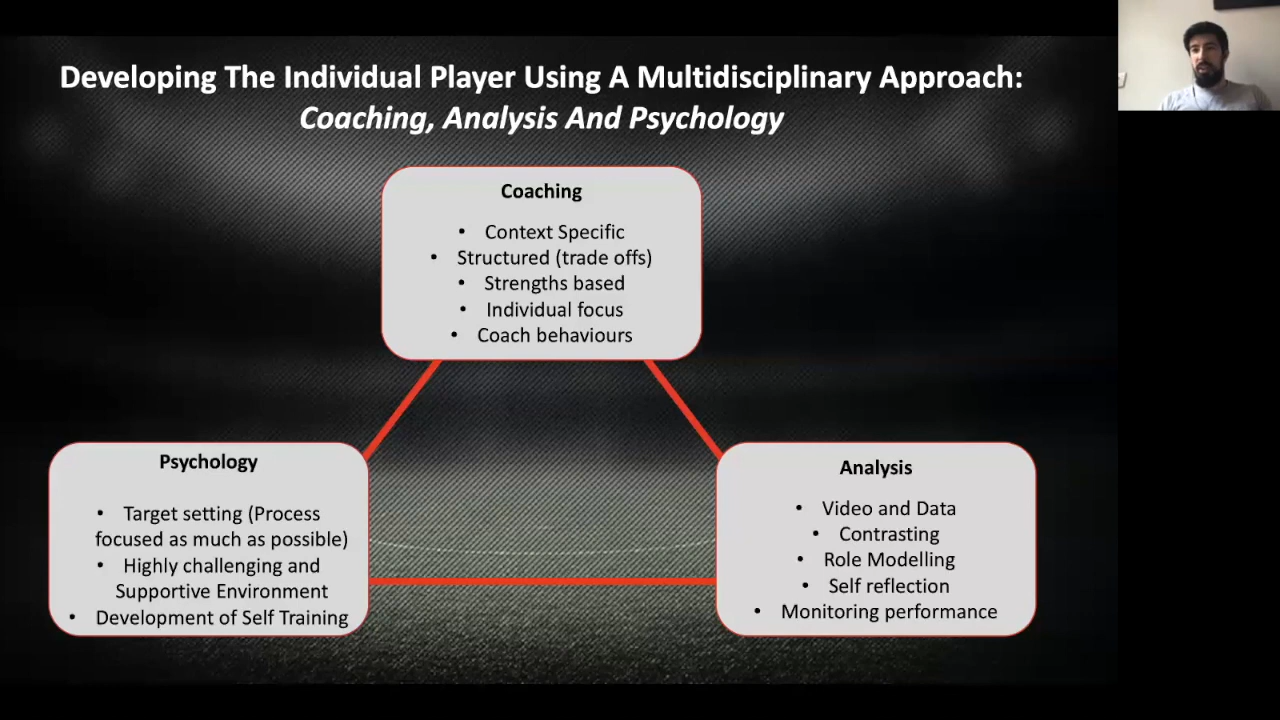 Developing The Individual Player Using A Multidisciplinary Approach:
Coaching, Analysis And Psychology
Coaching
• Context Specific
• Structured (trade offs)
• Strengths based
• Individual focus
• Coach behaviours
Psychology
• Target setting (Process
focused as much as possible)
• Highly challenging and
Supportive Environment
• Development of Self Training
Analysis
• Video and Data
• Contrasting
• Role Modelling
• Self reflection
• Monitoring performance